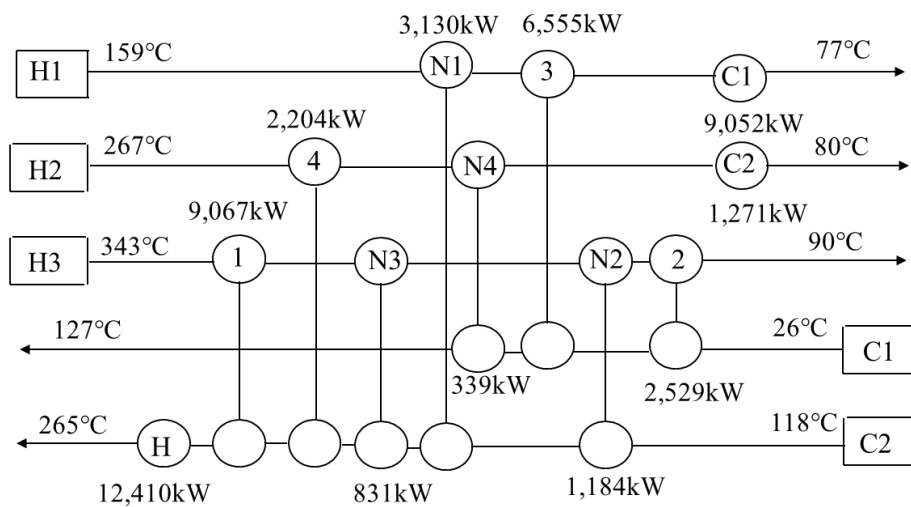 3,130kW 6,555kW
H1 159℃ N1 3 C1 77℃
2,204kW 9,052kW
H2 267℃ 4 N4 C2 80℃
9,067kW 1,271kW
H3 343℃ 1 N3 N2 2 90℃
127℃ 26℃ C1
339kW 2,529kW
265℃ H 118℃ C2
12,410kW 831kW 1,184kW